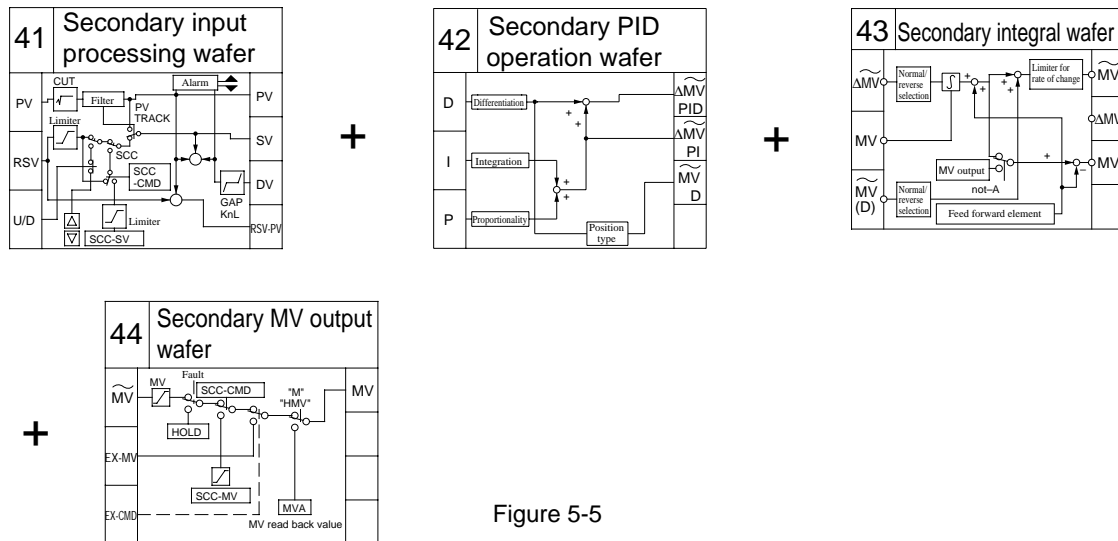 41
Secondary input
processing wafer
CUT
Alarm
PV
Filter
PV
TRACK
PV
Limiter
SV
RSV
SCC
SCC
-CMD
DV
GAP
KnL
U/D
Limiter
RSV-PV
SCC-SV
+
42
Secondary PID
operation wafer
D
Differentiation
ΔMV
PID
+
+
ΔMV
PI
I
Integration
MV
D
+
+
P
Proportionality
Position
type
+
43
Secondary integral wafer
ΔMV
Normal/
reverse
selection
∫
+
+
+
+
Limiter for
rate of change
MV
ΔMV
MV
MV output
+
–
MV
not–A
MV
(D)
Normal/
reverse
selection
Feed forward element
+
44
Secondary MV output
wafer
MV
MV
Fault
SCC-CMD
"M"
"HMV"
MV
HOLD
EX-MV
SCC-MV
MVA
EX-CMD
MV read back value
Figure 5-5